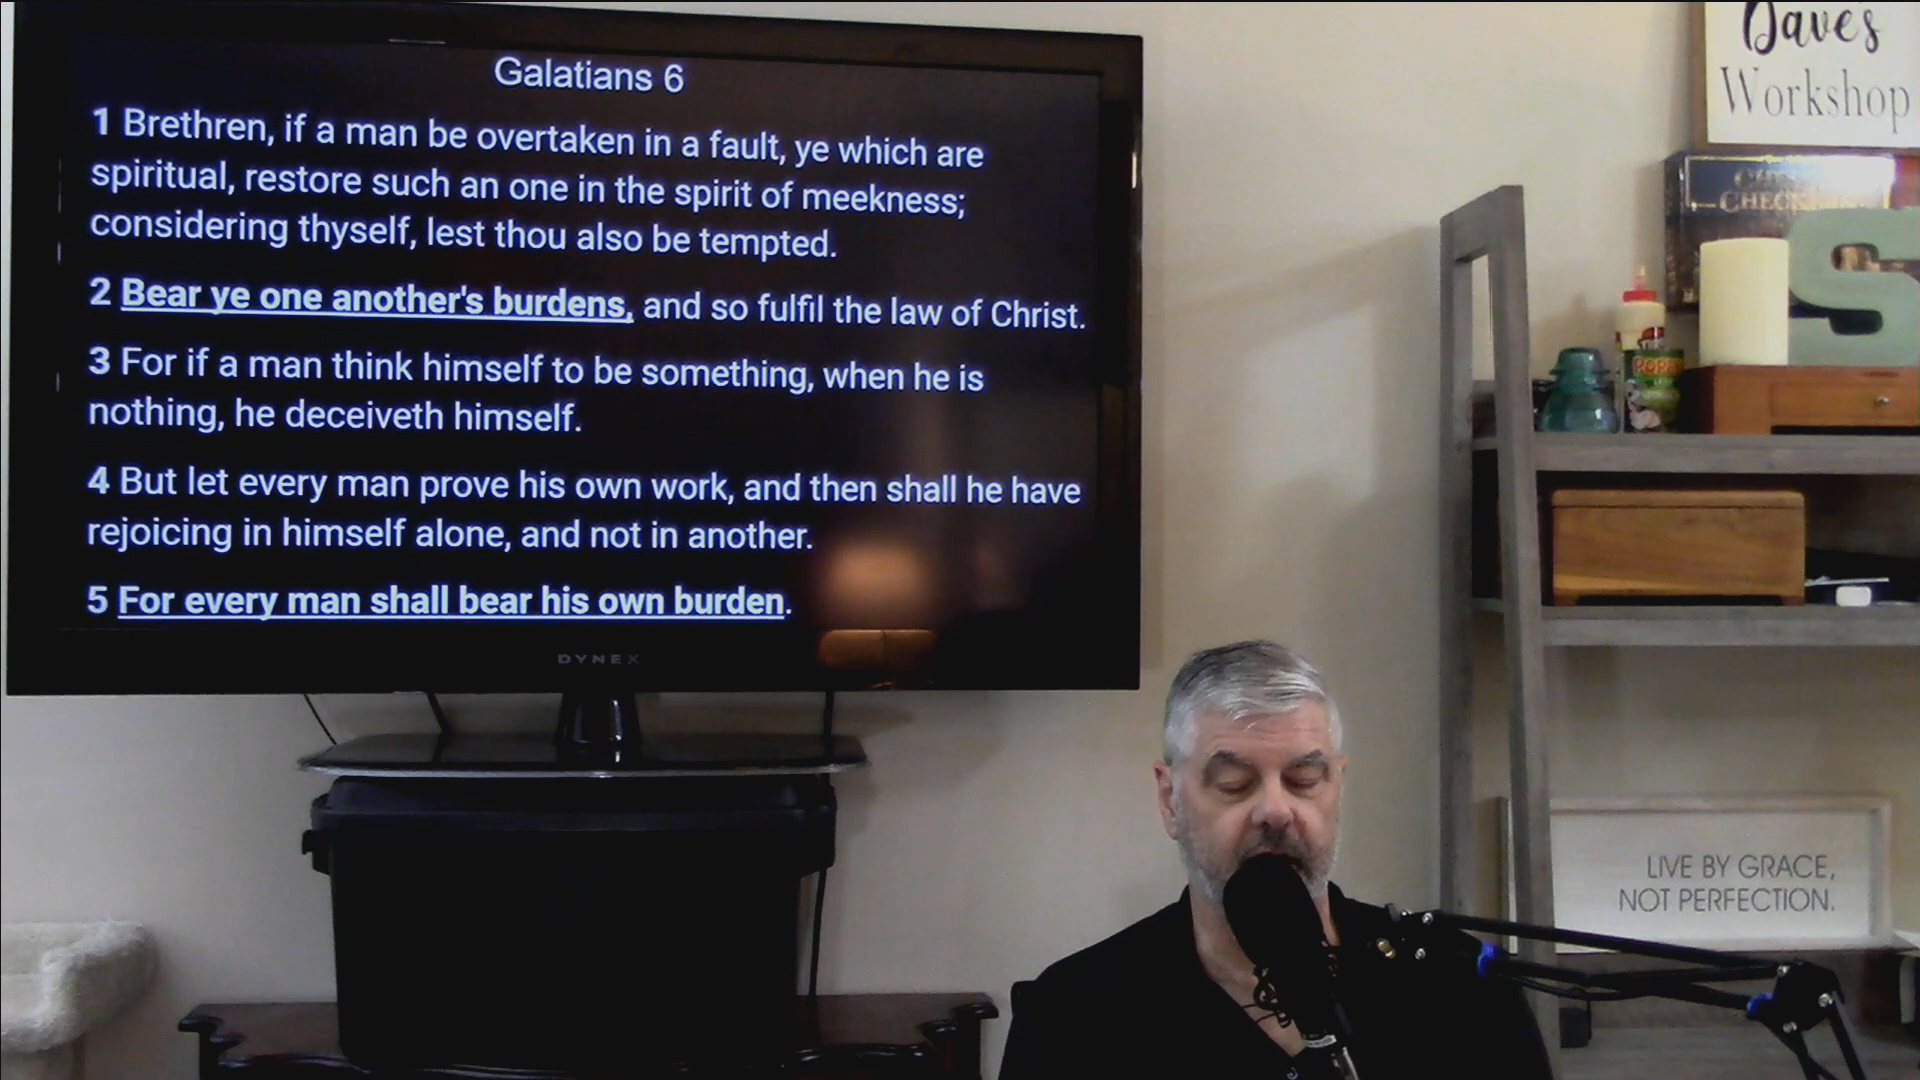 Galatians 6
1 Brethren, if a man be overtaken in a fault, ye which are
spiritual, restore such an one in the spirit of meekness;
considering thyself, lest thou also be tempted.
2 Bear ye one another's burdens, and so fulfil the law of Christ.
3 For if a man think himself to be something, when he is
nothing, he deceiveth himself.
4 But let every man prove his own work, and then shall he have
rejoicing in himself alone, and not in another.
5 For every man shall bear his own burden.
DYNEX
Dave's
Workshop
S
LIVE BY GRACE,
NOT PERFECTION.